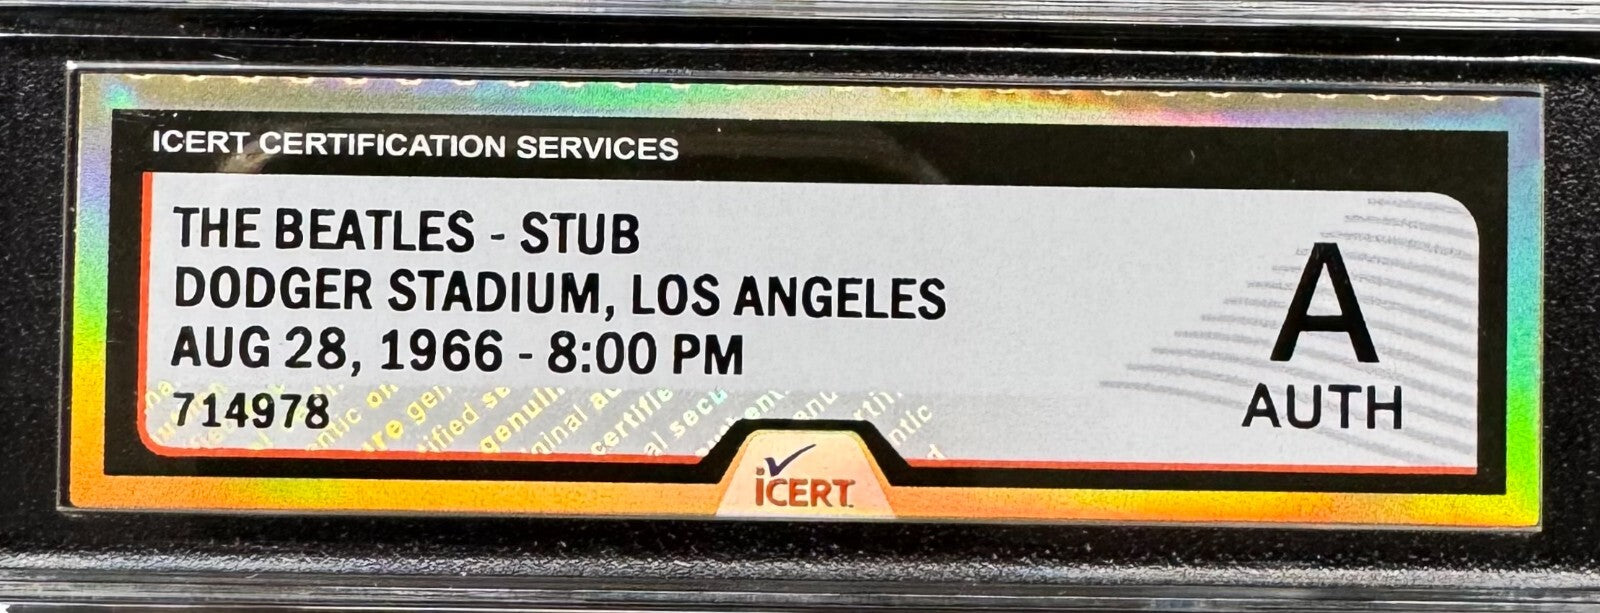 ICERT CERTIFICATION SERVICES
THE BEATLES - STUB
DODGER STADIUM, LOS ANGELES
AUG 28, 1966 - 8:00 PM
714978
A
AUTH
iCERT